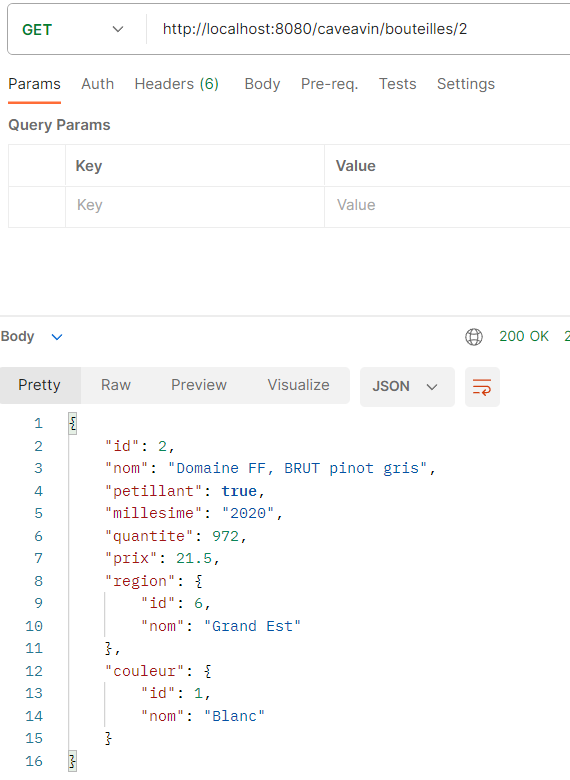 GET http://localhost:8080/caveavin/bouteilles/2
Params Auth Headers (6) Body Pre-req. Tests Settings
Query Params
Key Value
Key Value
Body 200 OK 2
Pretty Raw Preview Visualize JSON
1 {
2 "id": 2,
3 "nom": "Domaine FF, BRUT pinot gris",
4 "petillant": true,
5 "millesime": "2020",
6 "quantite": 972,
7 "prix": 21.5,
8 "region": {
9 "id": 6,
10 "nom": "Grand Est"
11 },
12 "couleur": {
13 "id": 1,
14 "nom": "Blanc"
15 }
16 }